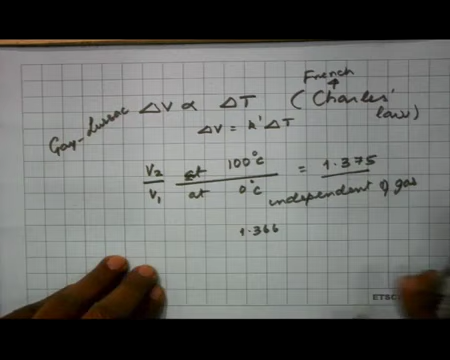 French
Gay-Lussac ΔV ∝ ΔT ( Charles' law)
ΔV = k' ΔT
V₂ at 100°C
V₁ at 0°C
= 1.375
independent of gas
1.366
ETSC